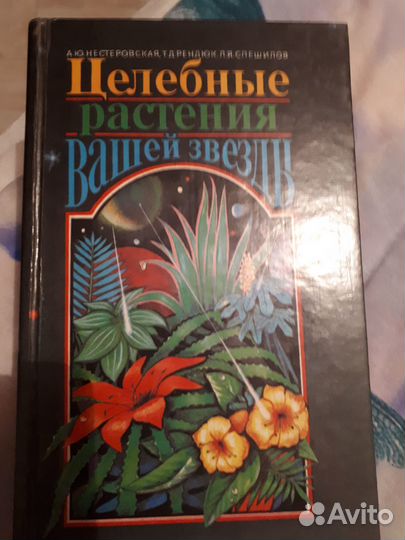 А.Ю.НЕСТЕРОВСКАЯ, Т.Д.РЕНДЮК, Л.Я.СПЕШИЛОВ
Целебные
растения
вашей звезды
Avito